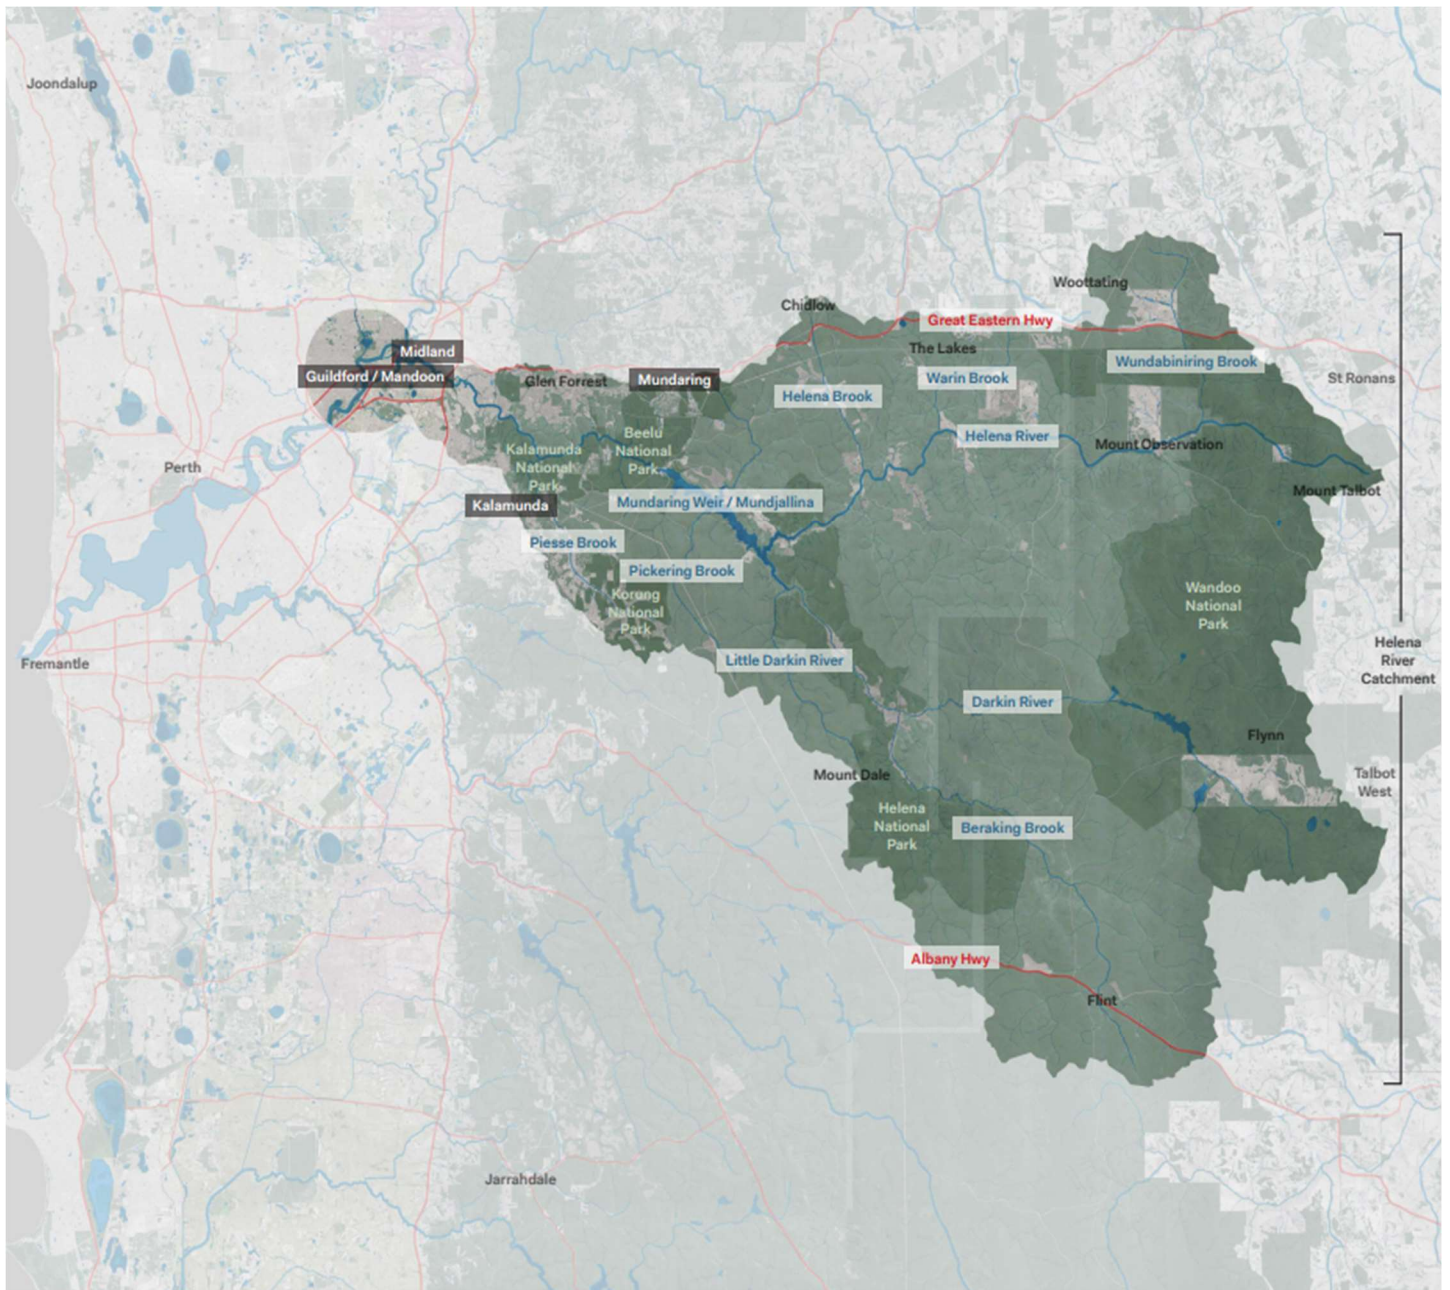 Joondalup
Woottating
Chidlow
Great Eastern Hwy
The Lakes
Midland
Wundabiniring Brook
Guildford / Mandoon
Glen Forrest
Mundaring
Warin Brook
St Ronans
Helena Brook
Beelu
National
Park
Helena River
Mount Observation
Kalamunda
National
Park
Perth
Mount Talbot
Mundaring Weir / Mundjallina
Kalamunda
Piesse Brook
Pickering Brook
Korung
National
Park
Wandoo
National
Park
Helena
River
Catchment
Fremantle
Little Darkin River
Darkin River
Flynn
Mount Dale
Talbot
West
Helena
National
Park
Beraking Brook
Albany Hwy
Flint
Jarrahdale